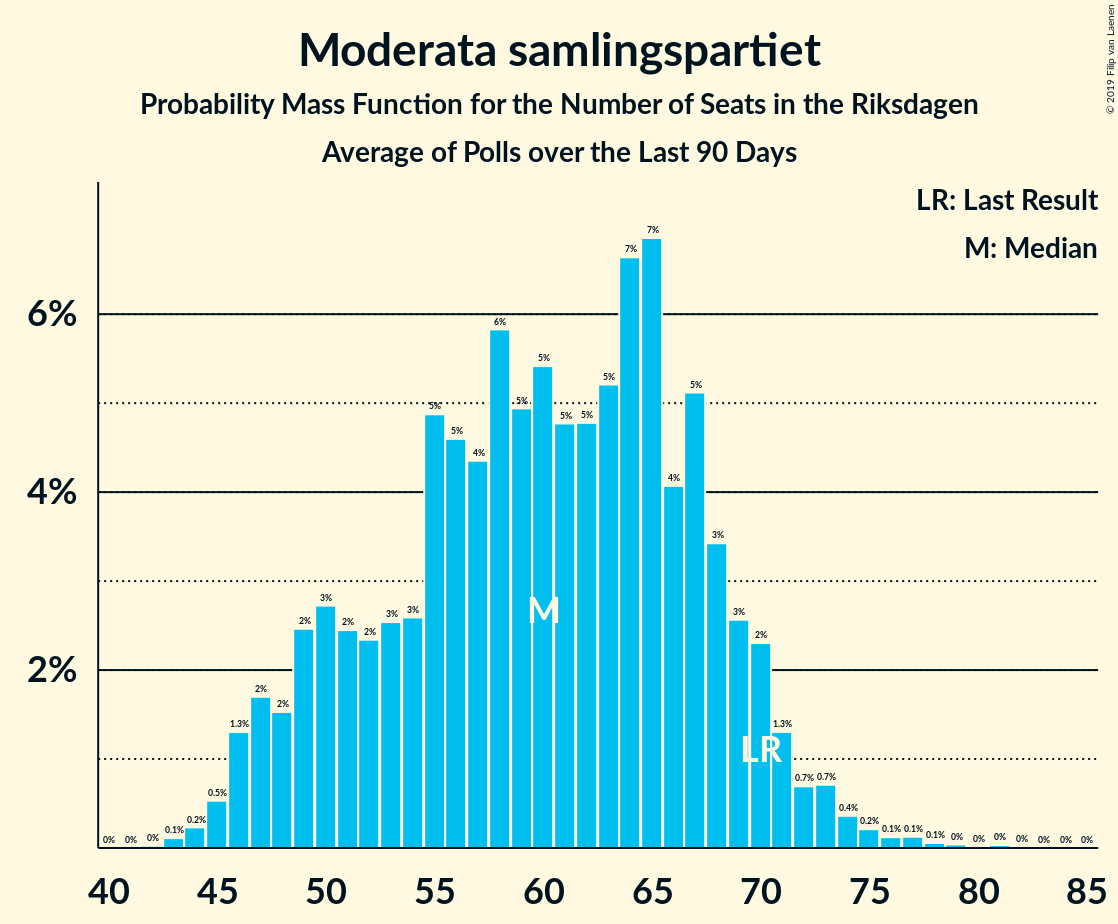 Moderata samlingspartiet
Probability Mass Function for the Number of Seats in the Riksdagen
Average of Polls over the Last 90 Days
© 2019 Filip van Laenen
LR: Last Result
M: Median
6%
4%
2%
0% 0% 0% 0.1% 0.2% 0.5% 1.3% 2% 2% 2% 3% 2% 2% 3% 3% 5% 5% 4% 6% 5% 5% 5% 5% 5% 7% 7% 4% 5% 3% 3% 2% 1.3% 0.7% 0.7% 0.4% 0.2% 0.1% 0.1% 0.1% 0% 0% 0% 0% 0% 0% 0%
M
LR
40 45 50 55 60 65 70 75 80 85